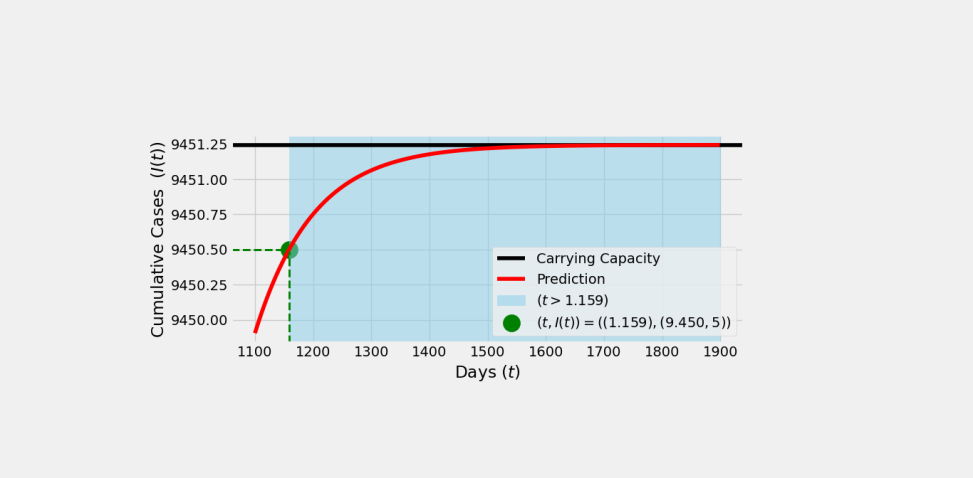 Cumulative Cases (I(t))
9451.25
9451.00
9450.75
9450.50
9450.25
9450.00
Carrying Capacity
Prediction
(t > 1.159)
(t, I(t)) = ((1.159), (9.450, 5))
1100 1200 1300 1400 1500 1600 1700 1800 1900
Days (t)